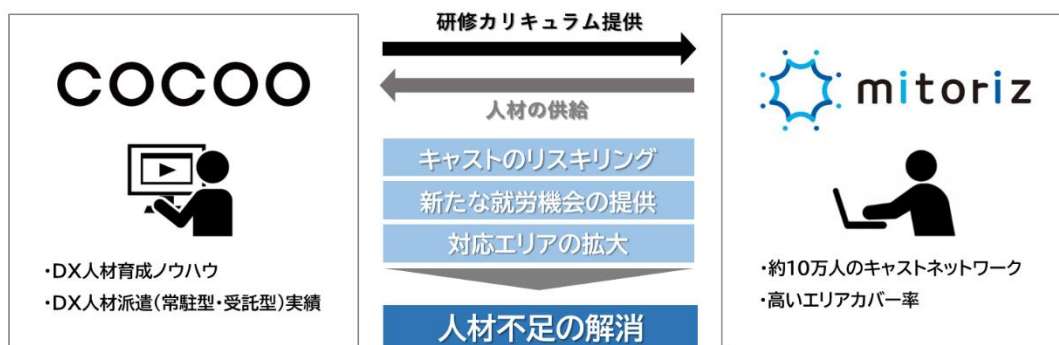 COCOO
・DX人材育成ノウハウ
・DX人材派遣(常駐型・受託型)実績
研修カリキュラム提供
人材の供給
キャストのリスキリング
新たな就労機会の提供
対応エリアの拡大
人材不足の解消
mitoriz
・約10万人のキャストネットワーク
・高いエリアカバー率